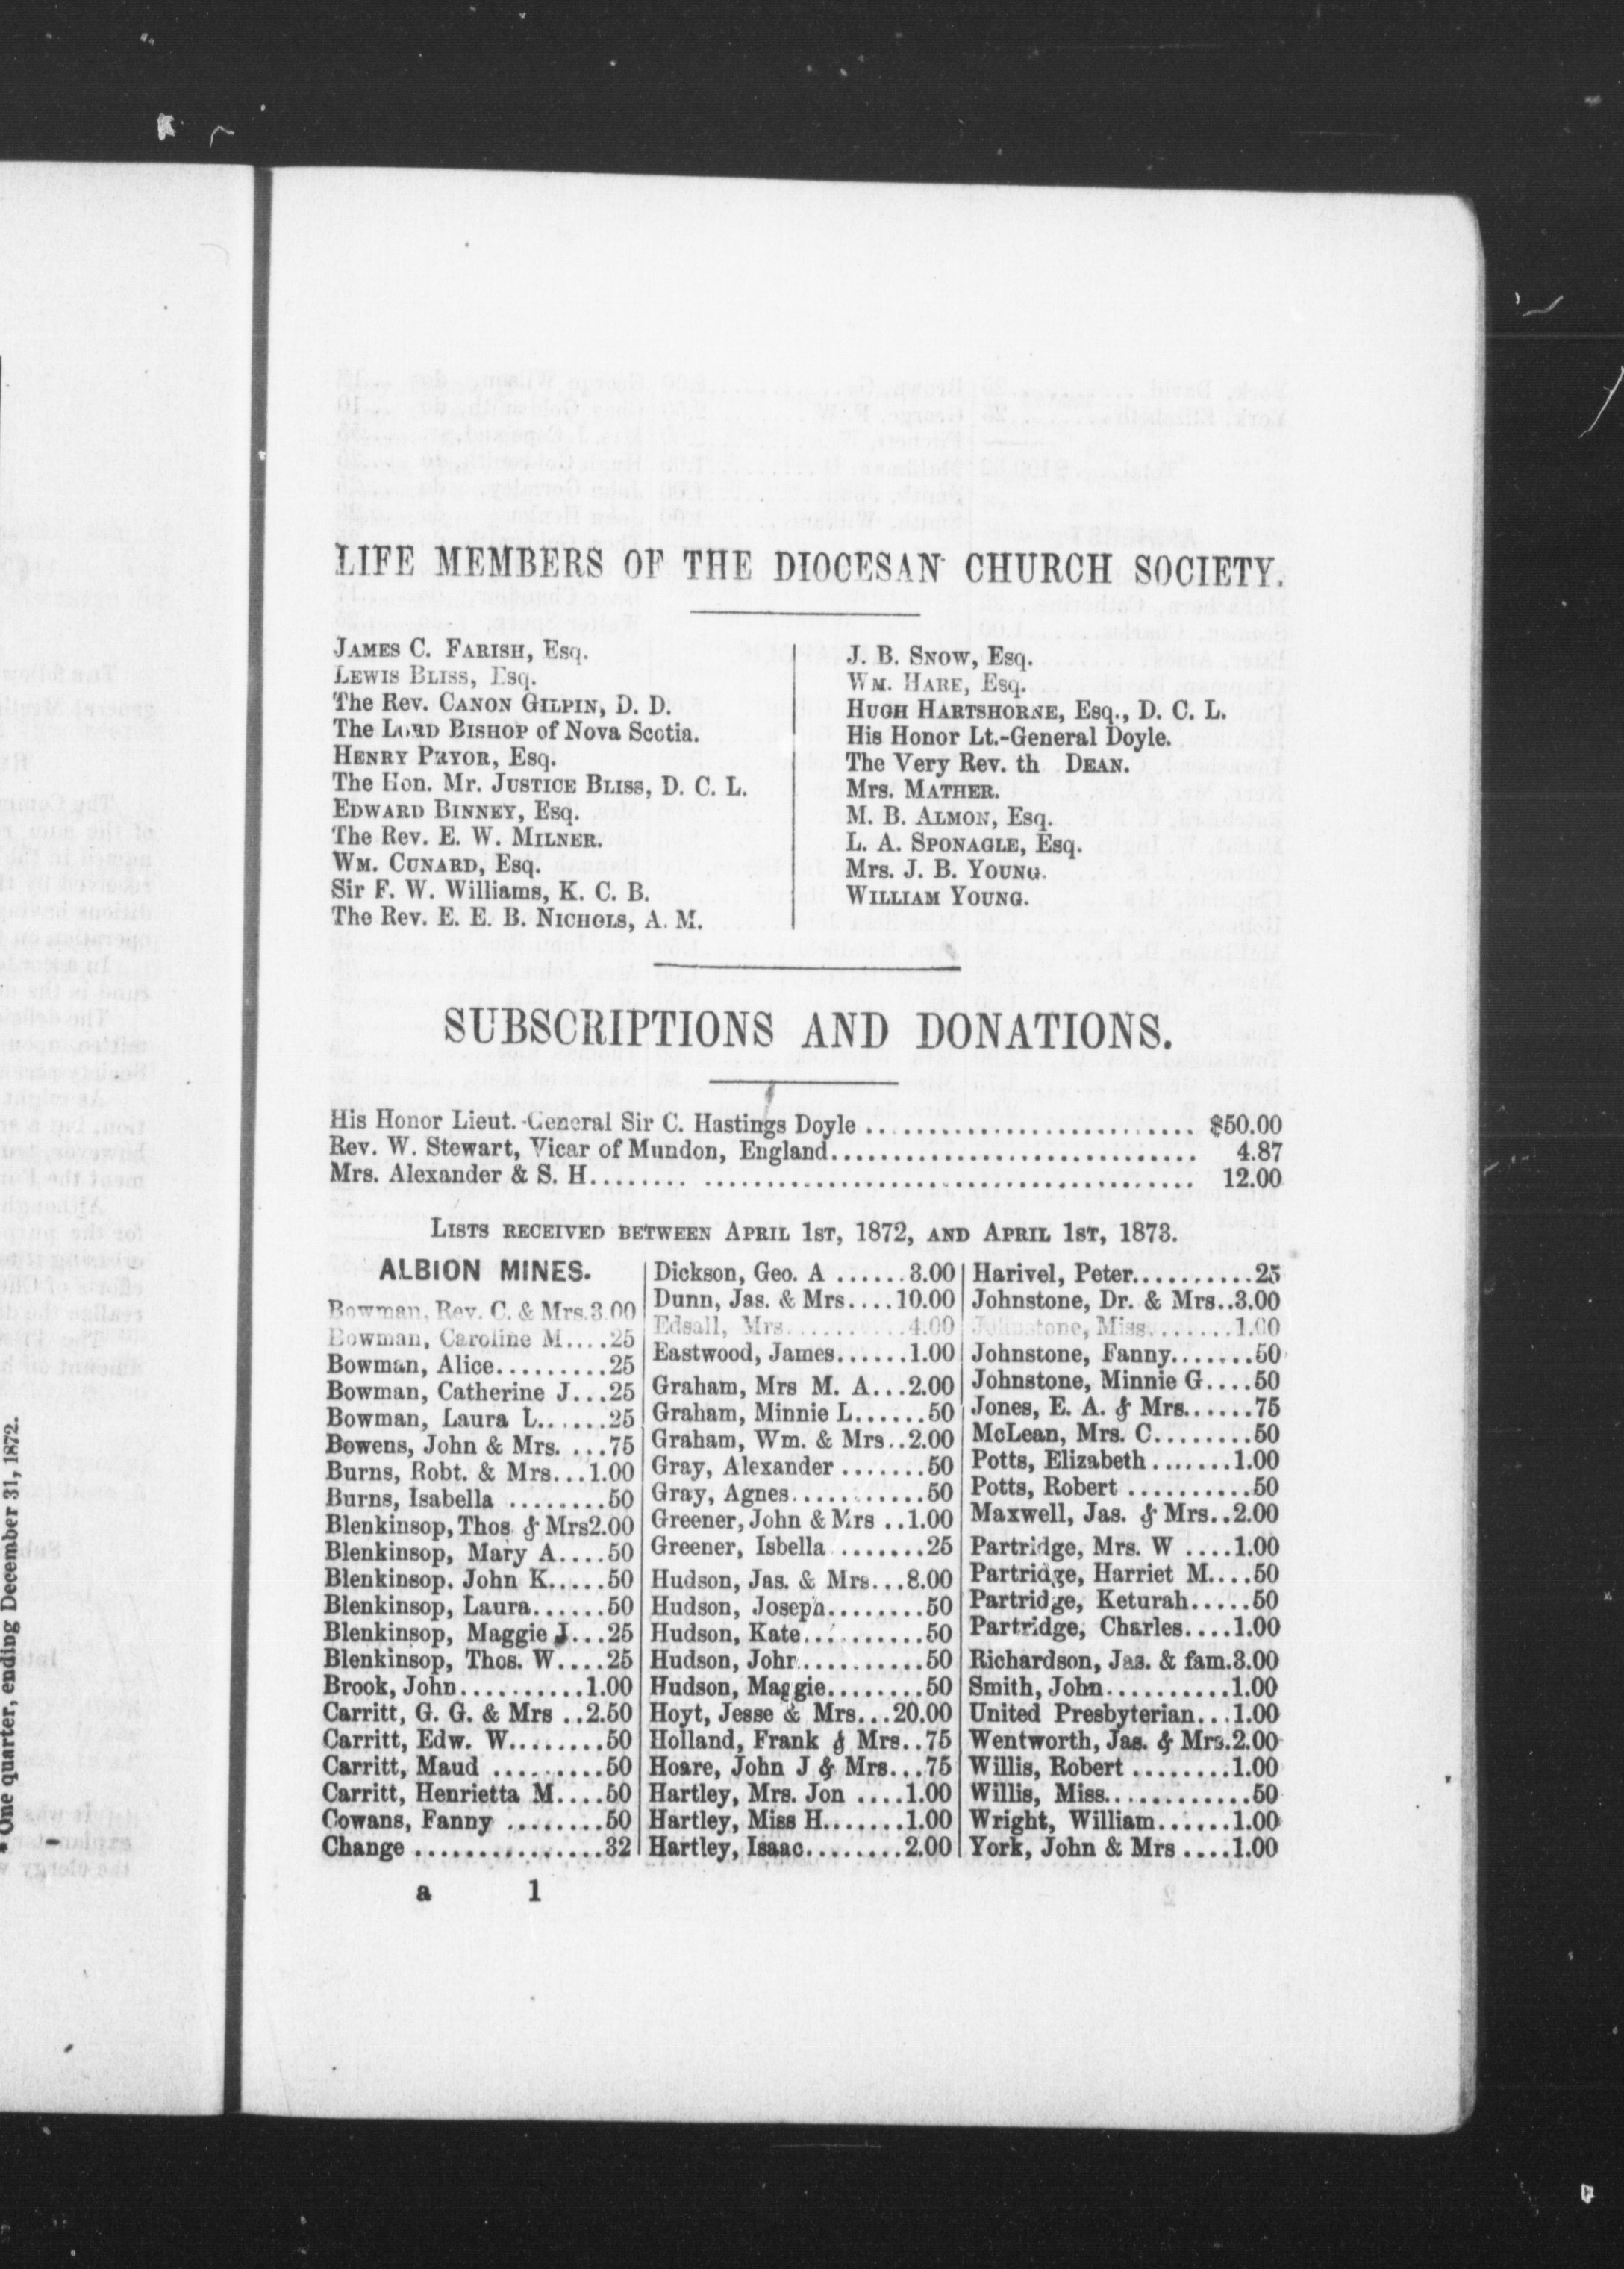 LIFE MEMBERS OF THE DIOCESAN CHURCH SOCIETY.
JAMES C. FARISH, Esq.
LEWIS BLISS, Esq.
The Rev. CANON GILPIN, D. D.
The LORD BISHOP of Nova Scotia.
HENRY PRYOR, Esq.
The Hon. Mr. JUSTICE BLISS, D. C. L.
EDWARD BINNEY, Esq.
The Rev. E. W. MILNER.
WM. CUNARD, Esq.
Sir F. W. Williams, K. C. B.
The Rev. E. E. B. NICHOLS, A. M.
J. B. SNOW, Esq.
WM. HARE, Esq.
HUGH HARTSHORNE, Esq., D. C. L.
His Honor Lt.-General Doyle.
The Very Rev. th DEAN.
Mrs. MATHER.
M. B. ALMON, Esq.
L. A. SPONAGLE, Esq.
Mrs. J. B. YOUNG.
WILLIAM YOUNG.
SUBSCRIPTIONS AND DONATIONS.
His Honor Lieut.-General Sir C. Hastings Doyle .......................... $50.00
Rev. W. Stewart, Vicar of Mundon, England............................. 4.87
Mrs. Alexander & S. H........ ....................................... 12.00
LISTS RECEIVED BETWEEN APRIL 1ST, 1872, AND APRIL 1ST, 1873.
ALBION MINES.
Bowman, Rev. C. & Mrs.3.00
Bowman, Caroline M....25
Bowman, Alice..........25
Bowman, Catherine J...25
Bowman, Laura L......25
Bowens, John & Mrs. ...75
Burns, Robt. & Mrs...1.00
Burns, Isabella ........50
Blenkinsop, Thos. & Mrs2.00
Blenkinsop, Mary A....50
Blenkinsop. John K.....50
Blenkinsop, Laura......50
Blenkinsop, Maggie J...25
Blenkinsop, Thos. W....25
Brook, John..........1.00
Carritt, G. G. & Mrs ..2.50
Carritt, Edw. W........50
Carritt, Maud .........50
Carritt, Henrietta M....50
Cowans, Fanny ........50
Change ...............32
Dickson, Geo. A ......3.00
Dunn, Jas. & Mrs....10.00
Edsall, Mrs..........4.00
Eastwood, James......1.00
Graham, Mrs M. A...2.00
Graham, Minnie L......50
Graham, Wm. & Mrs..2.00
Gray, Alexander .......50
Gray, Agnes...........50
Greener, John & Mrs ..1.00
Greener, Isbella .......25
Hudson, Jas. & Mrs...8.00
Hudson, Joseph........50
Hudson, Kate..........50
Hudson, John..........50
Hudson, Maggie........50
Hoyt, Jesse & Mrs...20.00
Holland, Frank & Mrs..75
Hoare, John J & Mrs...75
Hartley, Mrs. Jon ....1.00
Hartley, Miss H.......1.00
Hartley, Isaac........2.00
Harivel, Peter..........25
Johnstone, Dr. & Mrs..3.00
Johnstone, Miss.......1.00
Johnstone, Fanny.......50
Johnstone, Minnie G....50
Jones, E. A. & Mrs......75
McLean, Mrs. C........50
Potts, Elizabeth .......1.00
Potts, Robert ..........50
Maxwell, Jas. & Mrs..2.00
Partridge, Mrs. W ....1.00
Partridge, Harriet M....50
Partridge, Keturah.....50
Partridge, Charles....1.00
Richardson, Jas. & fam.3.00
Smith, John..........1.00
United Presbyterian...1.00
Wentworth, Jas. & Mrs.2.00
Willis, Robert ........1.00
Willis, Miss............50
Wright, William......1.00
York, John & Mrs ....1.00
a 1
* One quarter, ending December 31, 1872.